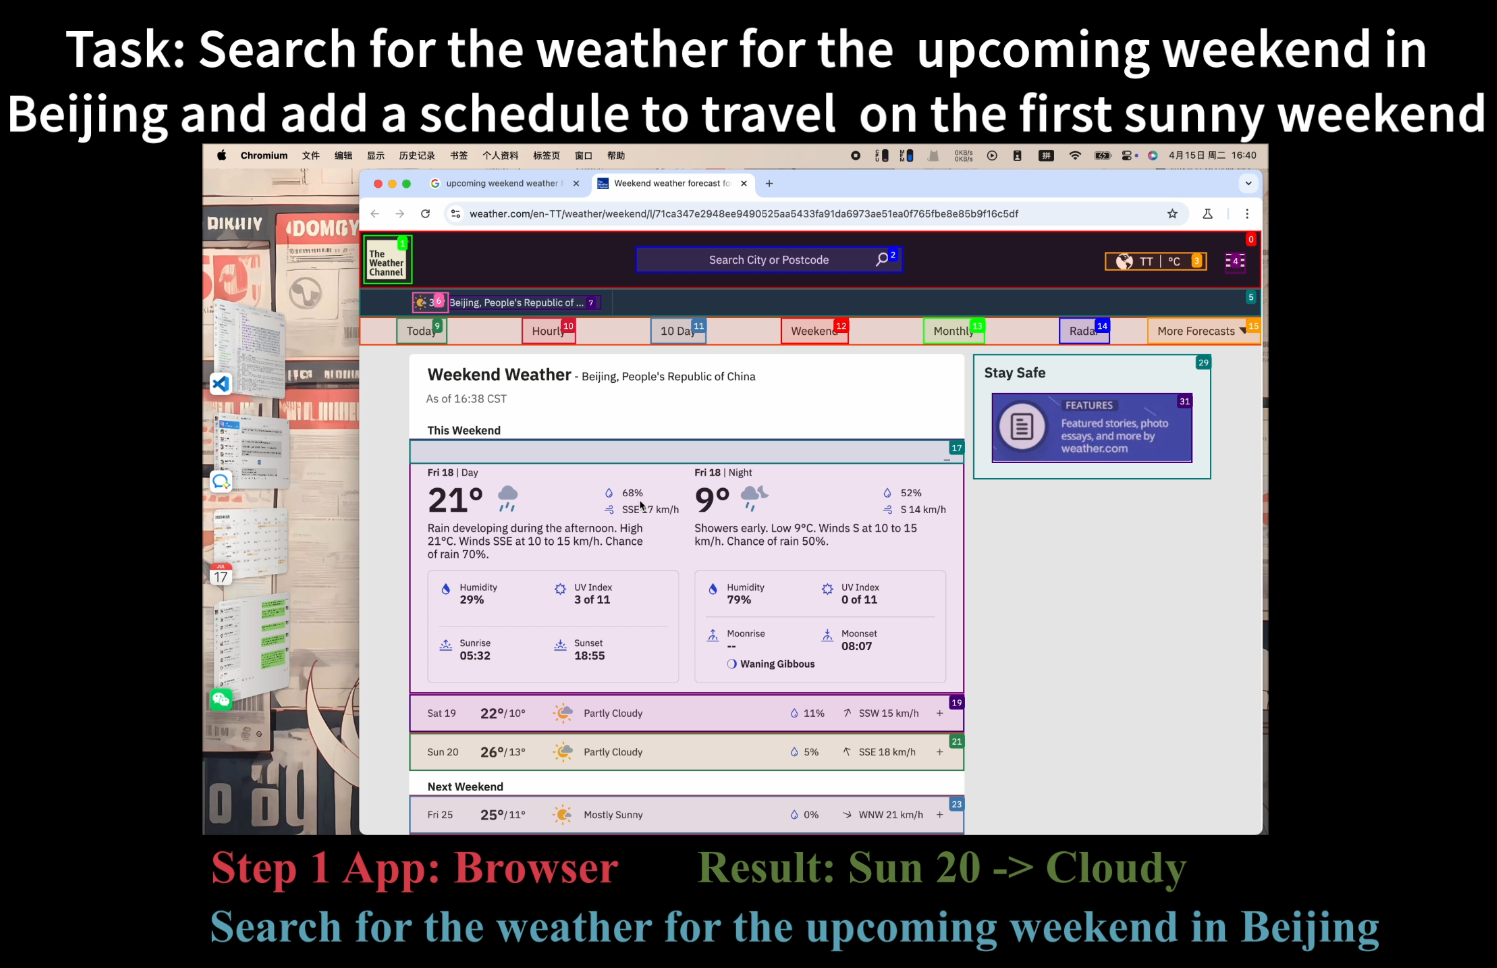 Task: Search for the weather for the upcoming weekend in
Beijing and add a schedule to travel on the first sunny weekend
Chromium 文件 编辑 显示 历史记录 书签 个人资料 标签页 窗口 帮助
0KB/s
0KB/s
拼
4月15日 周二 16:40
upcoming weekend weather
Weekend weather forecast fo
weather.com/en-TT/weather/weekend/l/71ca347e2948ee9490525aa5433fa91da6973ae51ea0f765fbe8e85b9f16c5df
DOMGY
The
Weather
Channel
1
Search City or Postcode
2
TT | °C
3
4
0
6
Beijing, People's Republic of ...
7
5
Today
9
Hourly
10
10 Day
11
Weekend
12
Monthly
13
Radar
14
More Forecasts
15
Weekend Weather - Beijing, People's Republic of China
As of 16:38 CST
Stay Safe
29
31
FEATURES
Featured stories, photo
essays, and more by
weather.com
This Weekend
17
Fri 18 | Day
21°
68%
SSE 17 km/h
Rain developing during the afternoon. High
21°C. Winds SSE at 10 to 15 km/h. Chance
of rain 70%.
Humidity
29%
UV Index
3 of 11
Sunrise
05:32
Sunset
18:55
Fri 18 | Night
9°
52%
S 14 km/h
Showers early. Low 9°C. Winds S at 10 to 15
km/h. Chance of rain 50%.
Humidity
79%
UV Index
0 of 11
Moonrise
--
Moonset
08:07
Waning Gibbous
Sat 19 22°/10° Partly Cloudy 11% SSW 15 km/h +
19
Sun 20 26°/13° Partly Cloudy 5% SSE 18 km/h +
21
Next Weekend
Fri 25 25°/11° Mostly Sunny 0% WNW 21 km/h +
23
JUL
17
Step 1 App: Browser
Result: Sun 20 -> Cloudy
Search for the weather for the upcoming weekend in Beijing